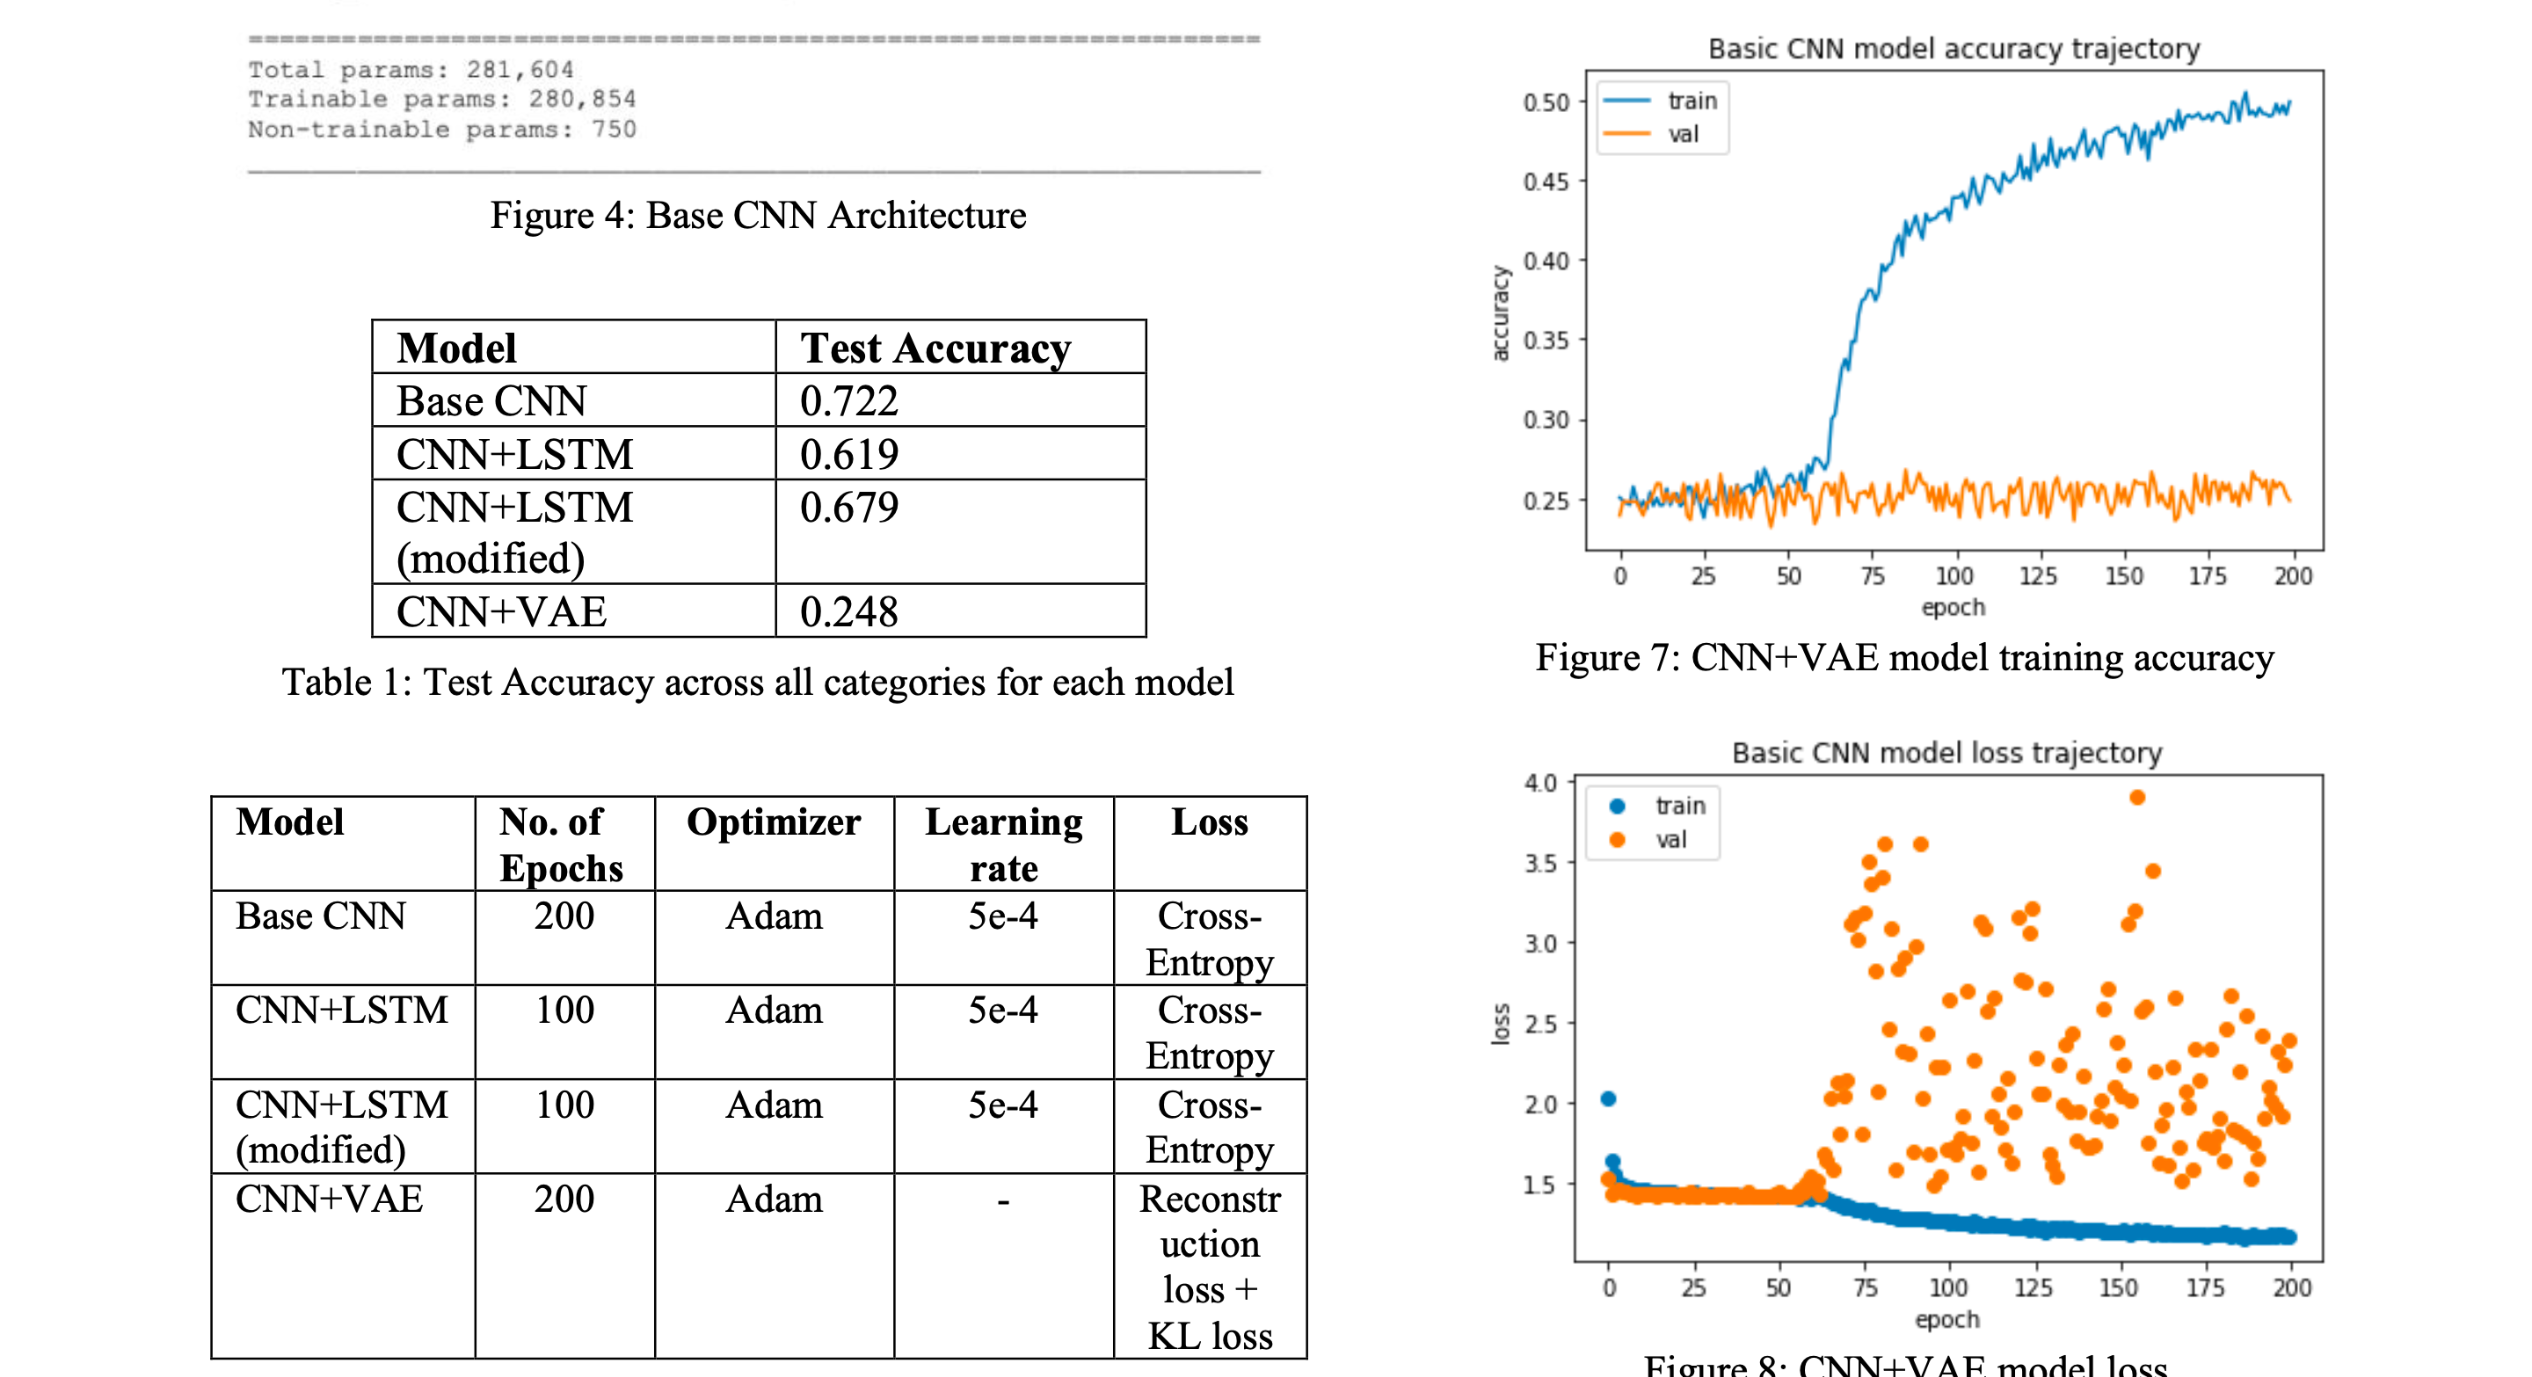 Total params: 281,604
Trainable params: 280,854
Non-trainable params: 750
Figure 4: Base CNN Architecture
Model Test Accuracy
Base CNN 0.722
CNN+LSTM 0.619
CNN+LSTM 0.679
(modified)
CNN+VAE 0.248
Table 1: Test Accuracy across all categories for each model
Model No. of Optimizer Learning Loss
Epochs rate
Base CNN 200 Adam 5e-4 Cross-
Entropy
CNN+LSTM 100 Adam 5e-4 Cross-
Entropy
CNN+LSTM 100 Adam 5e-4 Cross-
(modified) Entropy
CNN+VAE 200 Adam - Reconstr
uction
loss +
KL loss
Basic CNN model accuracy trajectory
train
val
accuracy
0.50
0.45
0.40
0.35
0.30
0.25
0 25 50 75 100 125 150 175 200
epoch
Figure 7: CNN+VAE model training accuracy
Basic CNN model loss trajectory
train
val
loss
4.0
3.5
3.0
2.5
2.0
1.5
0 25 50 75 100 125 150 175 200
epoch
Figure 8: CNN+VAE model loss